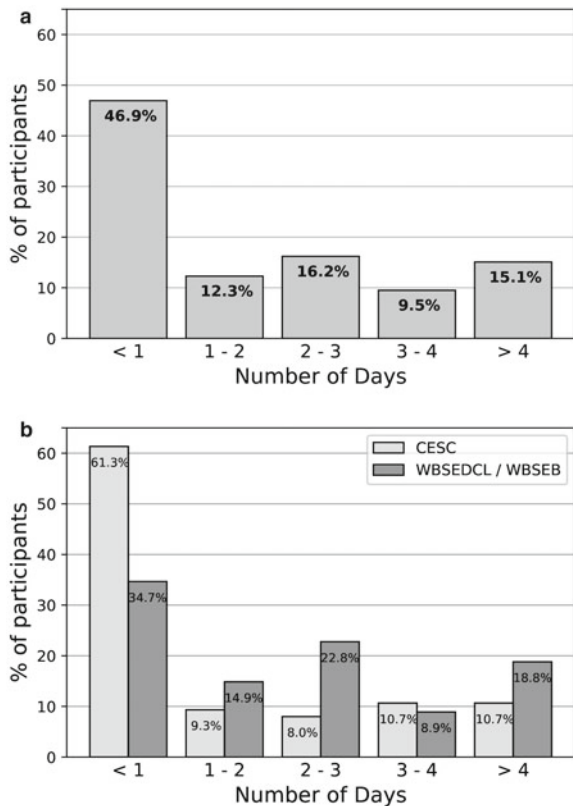 a
% of participants
60
50
40
30
20
10
0
46.9%
12.3%
16.2%
9.5%
15.1%
< 1
1 - 2
2 - 3
3 - 4
> 4
Number of Days
b
CESC
WBSEDCL / WBSEB
% of participants
60
50
40
30
20
10
0
61.3%
34.7%
9.3%
14.9%
8.0%
22.8%
10.7%
8.9%
10.7%
18.8%
< 1
1 - 2
2 - 3
3 - 4
> 4
Number of Days